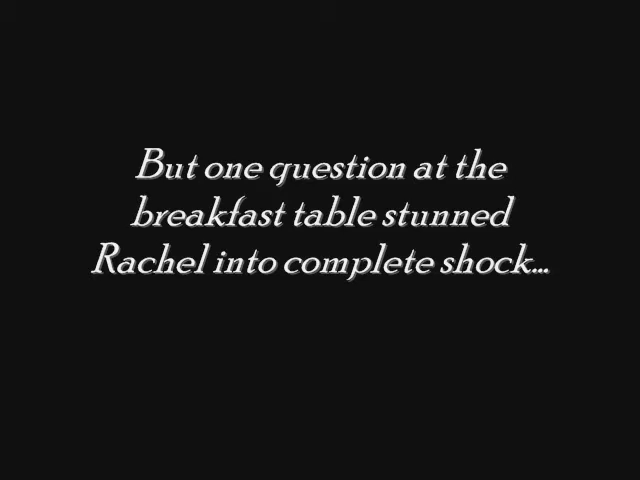 But one question at the
breakfast table stunned
Rachel into complete shock...